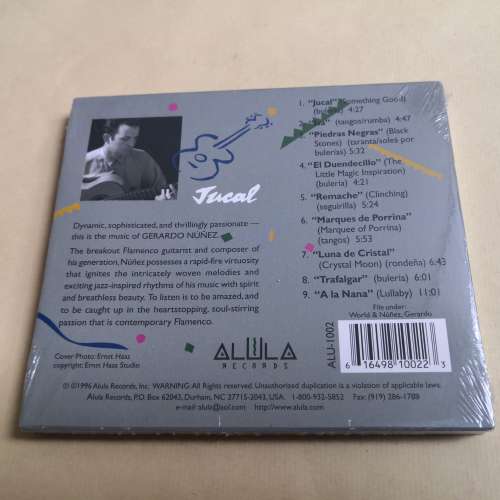 Jucal
Dynamic, sophisticated, and thrillingly passionate —
this is the music of GERARDO NÚÑEZ.
The breakout Flamenco guitarist and composer of
his generation, Núñez possesses a rapid-fire virtuosity
that ignites the intricately woven melodies and
exciting jazz-inspired rhythms of his music with spirit
and breathless beauty. To listen is to be amazed, and
to be caught up in the heartstopping, soul-stirring
passion that is contemporary Flamenco.
1. "Jucal" (Something Good)
(bulería) 4:27
2. (tangos/rumba) 4:47
3. "Piedras Negras" (Black
Stones) (taranta/soleá por
bulerías) 5:32
4. "El Duendecillo" (The
Little Magic Inspiration)
(bulería) 4:21
5. "Remache" (Clinching)
(seguirilla) 5:24
6. "Marques de Porrina"
(Marquee of Porrina)
(tangos) 5:53
7. "Luna de Cristal"
(Crystal Moon) (rondeña) 6:43
8. "Trafalgar" (bulería) 6:01
9. "A la Nana" (Lullaby) 11:03
File under:
World & Núñez, Gerardo
ALU-1002
6 16498 10022 3
Cover Photo: Ernst Haas
copyright: Ernst Haas Studio
ALULA
RECORDS
© ℗1996 Alula Records, Inc. WARNING: All Rights reserved. Unauthorized duplication is a violation of applicable laws.
Alula Records, P.O. Box 62043, Durham, NC 27715-2043, USA. 1-800-932-5852 Fax: (919) 286-1788
e-mail: alula@aol.com http://www.alula.com